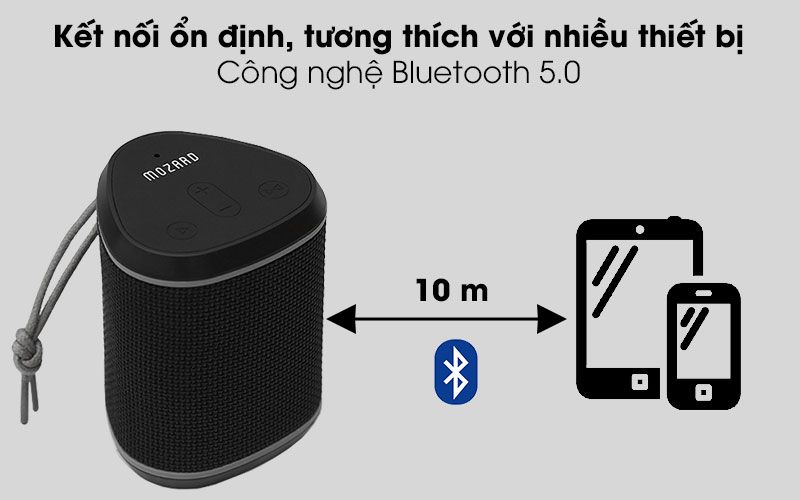 Kết nối ổn định, tương thích với nhiều thiết bị
Công nghệ Bluetooth 5.0
MOZARD
10 m